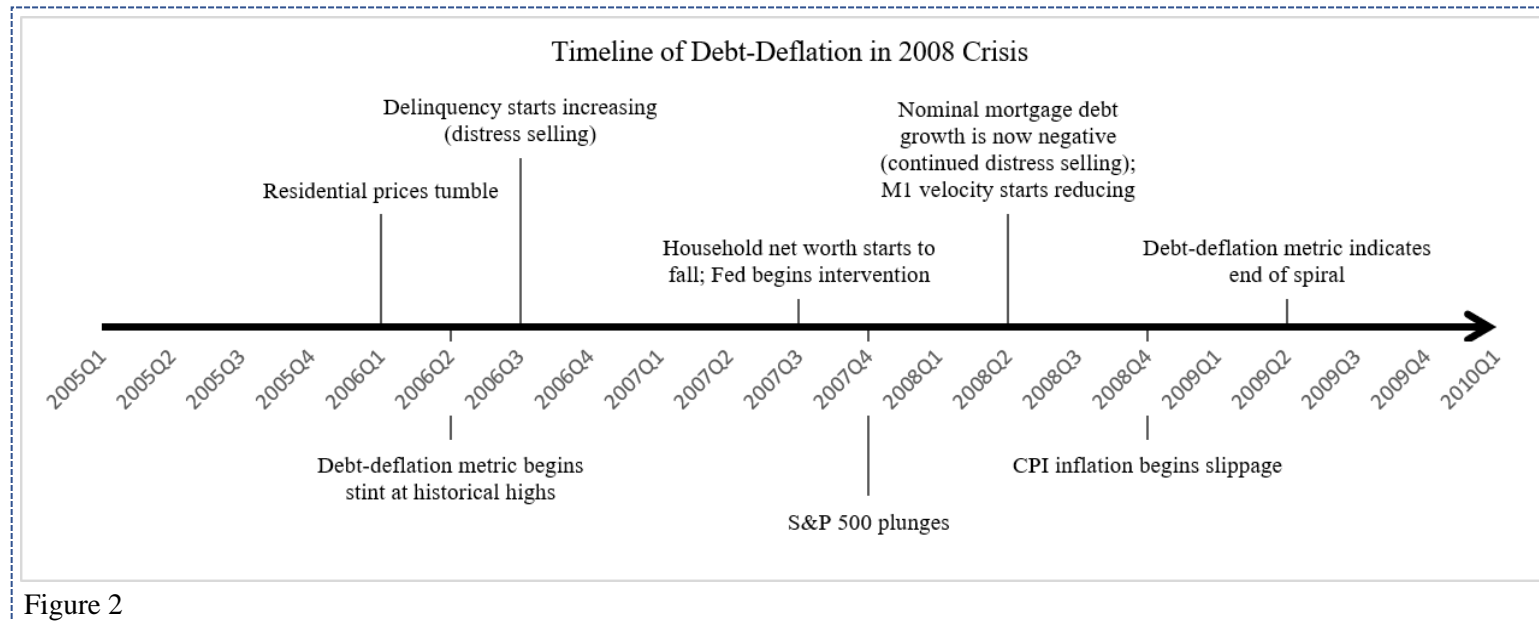 Timeline of Debt-Deflation in 2008 Crisis
Delinquency starts increasing
(distress selling)
Nominal mortgage debt
growth is now negative
(continued distress selling);
M1 velocity starts reducing
Residential prices tumble
Household net worth starts to
fall; Fed begins intervention
Debt-deflation metric indicates
end of spiral
2005Q1
2005Q2
2005Q3
2005Q4
2006Q1
2006Q2
2006Q3
2006Q4
2007Q1
2007Q2
2007Q3
2007Q4
2008Q1
2008Q2
2008Q3
2008Q4
2009Q1
2009Q2
2009Q3
2009Q4
2010Q1
Debt-deflation metric begins
stint at historical highs
CPI inflation begins slippage
S&P 500 plunges
Figure 2